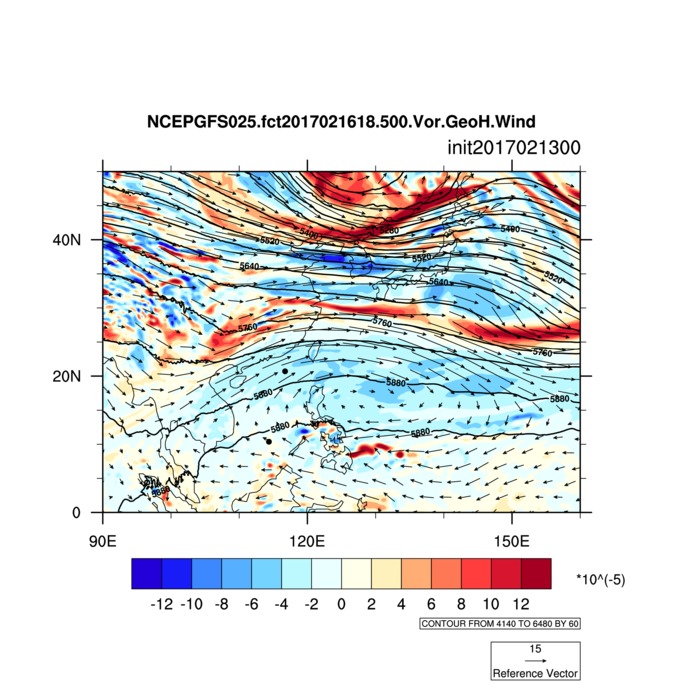 NCEPGFS025.fct2017021618.500.Vor.GeoH.Wind
init2017021300
40N
20N
0
90E 120E 150E
5400
5280
5400
5520
5520
5640
5640
5520
5760
5760
5760
5880
5880
5880
5880
5880
5880
-12 -10 -8 -6 -4 -2 0 2 4 6 8 10 12
*10^(-5)
CONTOUR FROM 4140 TO 6480 BY 60
15
Reference Vector